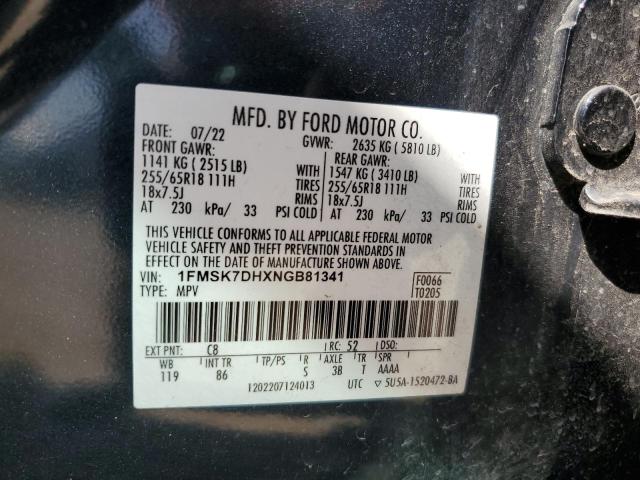 MFD. BY FORD MOTOR CO.
DATE: 07/22 GVWR: 2635 KG ( 5810 LB)
FRONT GAWR: REAR GAWR:
1141 KG ( 2515 LB) 1547 KG ( 3410 LB)
255/65R18 111H WITH TIRES 255/65R18 111H WITH TIRES
18x7.5J RIMS 18x7.5J RIMS
AT 230 kPa/ 33 PSI COLD AT 230 kPa/ 33 PSI COLD
THIS VEHICLE CONFORMS TO ALL APPLICABLE FEDERAL MOTOR
VEHICLE SAFETY AND THEFT PREVENTION STANDARDS IN
EFFECT ON THE DATE OF MANUFACTURE SHOWN ABOVE.
VIN: 1FMSK7DHXNGB81341 F0066
TYPE: MPV T0205
EXT PNT: C8 RC: 52 DSO:
WB INT TR TP/PS R AXLE TR SPR
119 86 S 3B T AAAA
1202207124013 UTC ▽ 5U5A-1520472-BA